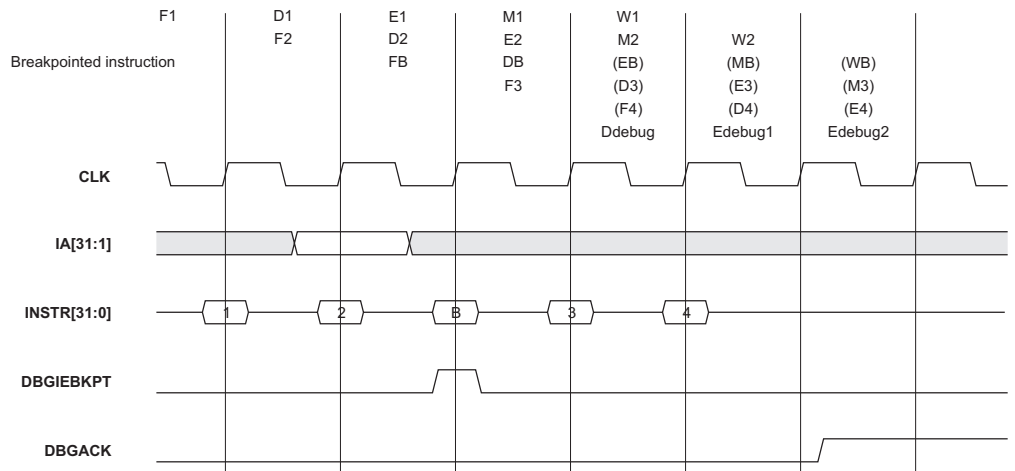 F1 D1 E1 M1 W1
F2 D2 E2 M2 W2
Breakpointed instruction FB DB (EB) (MB) (WB)
F3 (D3) (E3) (M3)
(F4) (D4) (E4)
Ddebug Edebug1 Edebug2
CLK
IA[31:1]
INSTR[31:0] 1 2 B 3 4
DBGIEBKPT
DBGACK